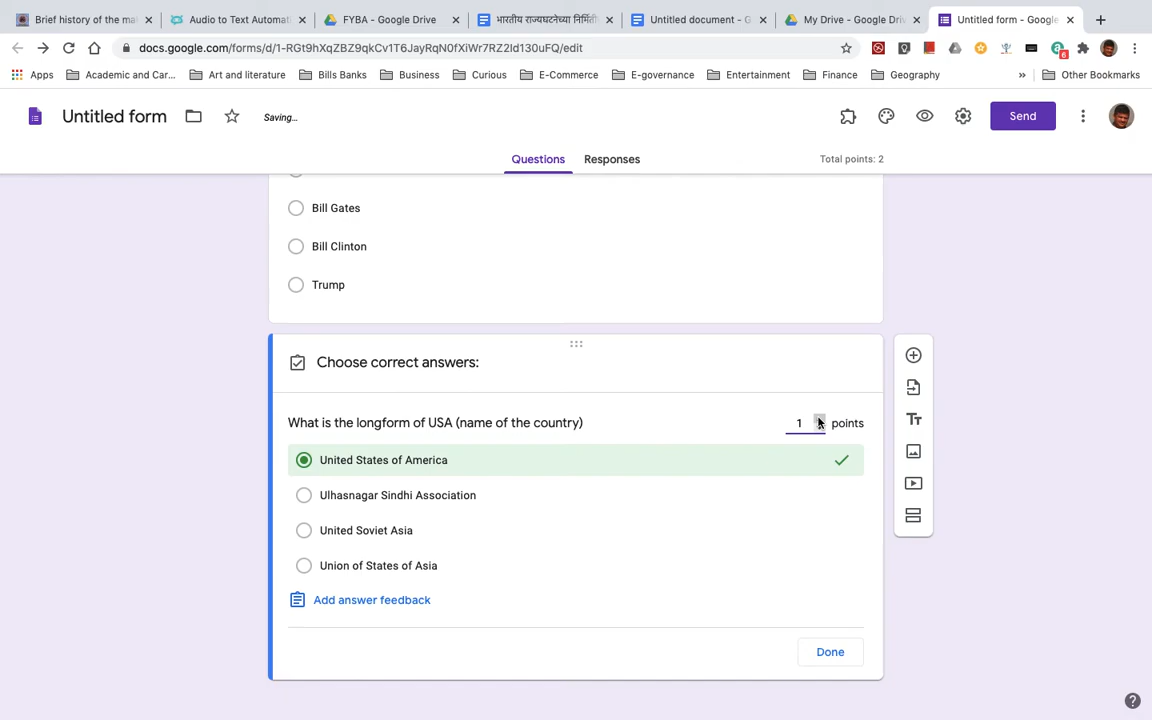 Brief history of the ma
Audio to Text Automati
FYBA - Google Drive
भारतीय राज्यघटनेच्या निर्मिती
Untitled document - G
My Drive - Google Driv
Untitled form - Google
docs.google.com/forms/d/1-RGt9hXqZBZ9qkCv1T6JayRqN0fXiWr7RZ2ld130uFQ/edit
6
Apps
Academic and Car...
Art and literature
Bills Banks
Business
Curious
E-Commerce
E-governance
Entertainment
Finance
Geography
»
Other Bookmarks
Untitled form
Saving...
Send
Questions
Responses
Total points: 2
Bill Gates
Bill Clinton
Trump
Choose correct answers:
What is the longform of USA (name of the country)
1 points
United States of America
Ulhasnagar Sindhi Association
United Soviet Asia
Union of States of Asia
Add answer feedback
Done